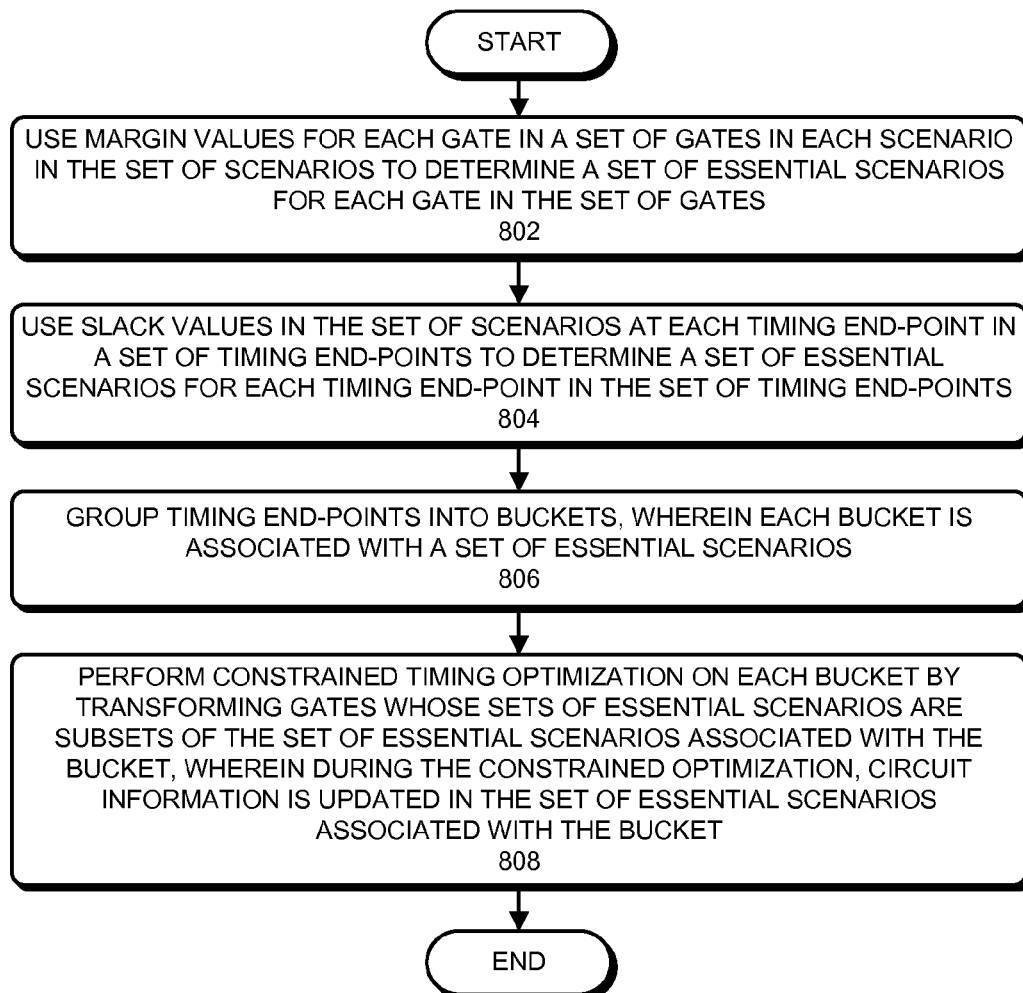 START
USE MARGIN VALUES FOR EACH GATE IN A SET OF GATES IN EACH SCENARIO
IN THE SET OF SCENARIOS TO DETERMINE A SET OF ESSENTIAL SCENARIOS
FOR EACH GATE IN THE SET OF GATES
802
USE SLACK VALUES IN THE SET OF SCENARIOS AT EACH TIMING END-POINT IN
A SET OF TIMING END-POINTS TO DETERMINE A SET OF ESSENTIAL
SCENARIOS FOR EACH TIMING END-POINT IN THE SET OF TIMING END-POINTS
804
GROUP TIMING END-POINTS INTO BUCKETS, WHEREIN EACH BUCKET IS
ASSOCIATED WITH A SET OF ESSENTIAL SCENARIOS
806
PERFORM CONSTRAINED TIMING OPTIMIZATION ON EACH BUCKET BY
TRANSFORMING GATES WHOSE SETS OF ESSENTIAL SCENARIOS ARE
SUBSETS OF THE SET OF ESSENTIAL SCENARIOS ASSOCIATED WITH THE
BUCKET, WHEREIN DURING THE CONSTRAINED OPTIMIZATION, CIRCUIT
INFORMATION IS UPDATED IN THE SET OF ESSENTIAL SCENARIOS
ASSOCIATED WITH THE BUCKET
808
END